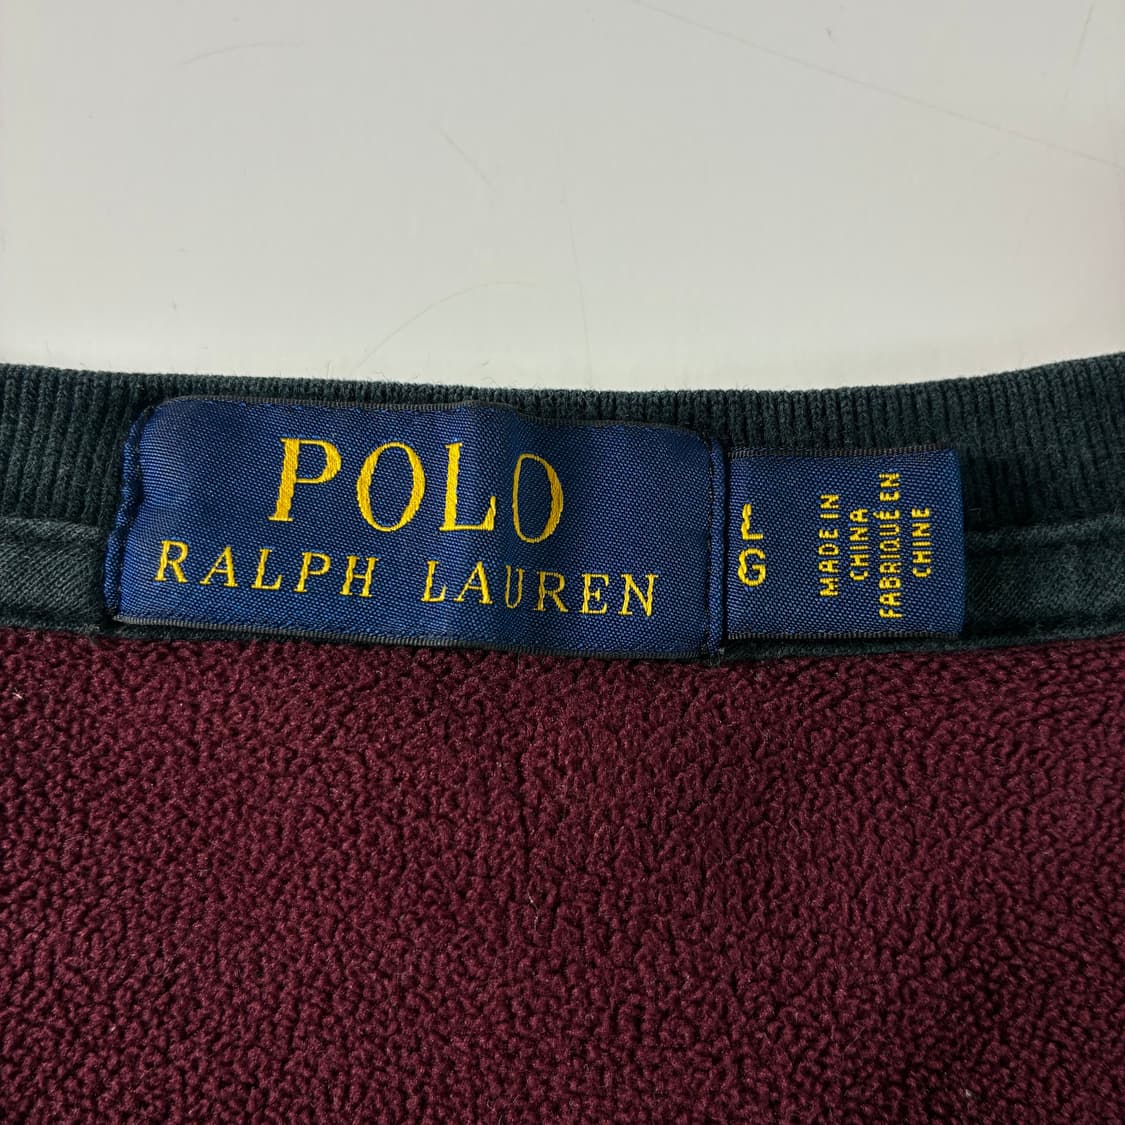 POLO
RALPH LAUREN
L
G
MADE IN
CHINA
FABRIQUÉ EN
CHINE